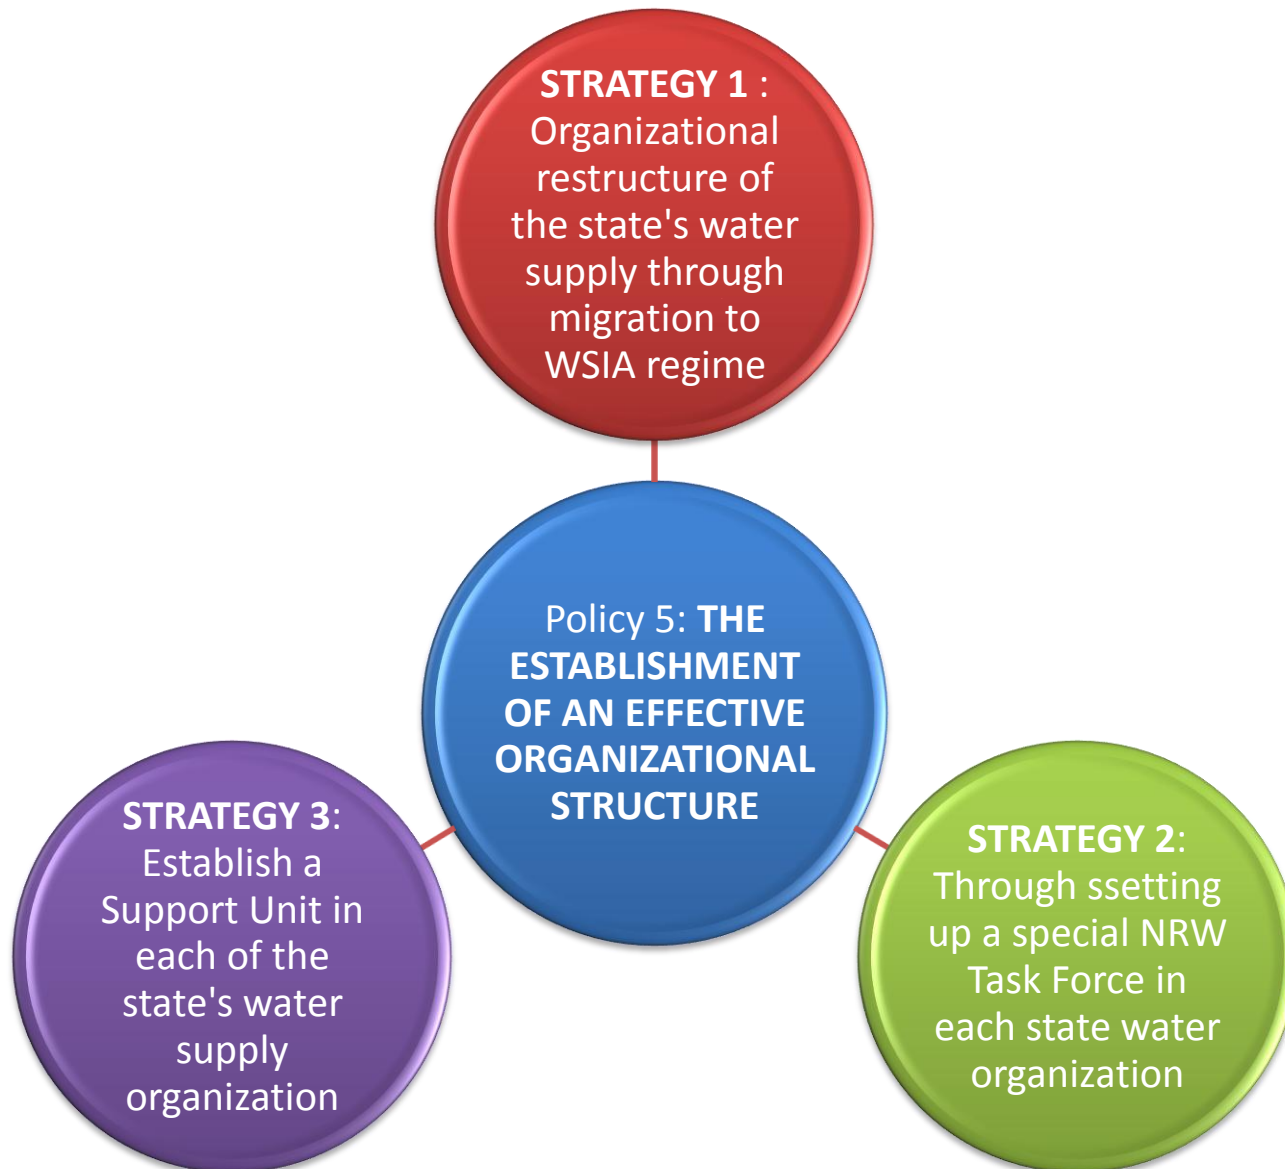 STRATEGY 1 :
Organizational
restructure of
the state's water
supply through
migration to
WSIA regime
Policy 5: THE
ESTABLISHMENT
OF AN EFFECTIVE
ORGANIZATIONAL
STRUCTURE
STRATEGY 2:
Through ssetting
up a special NRW
Task Force in
each state water
organization
STRATEGY 3:
Establish a
Support Unit in
each of the
state's water
supply
organization